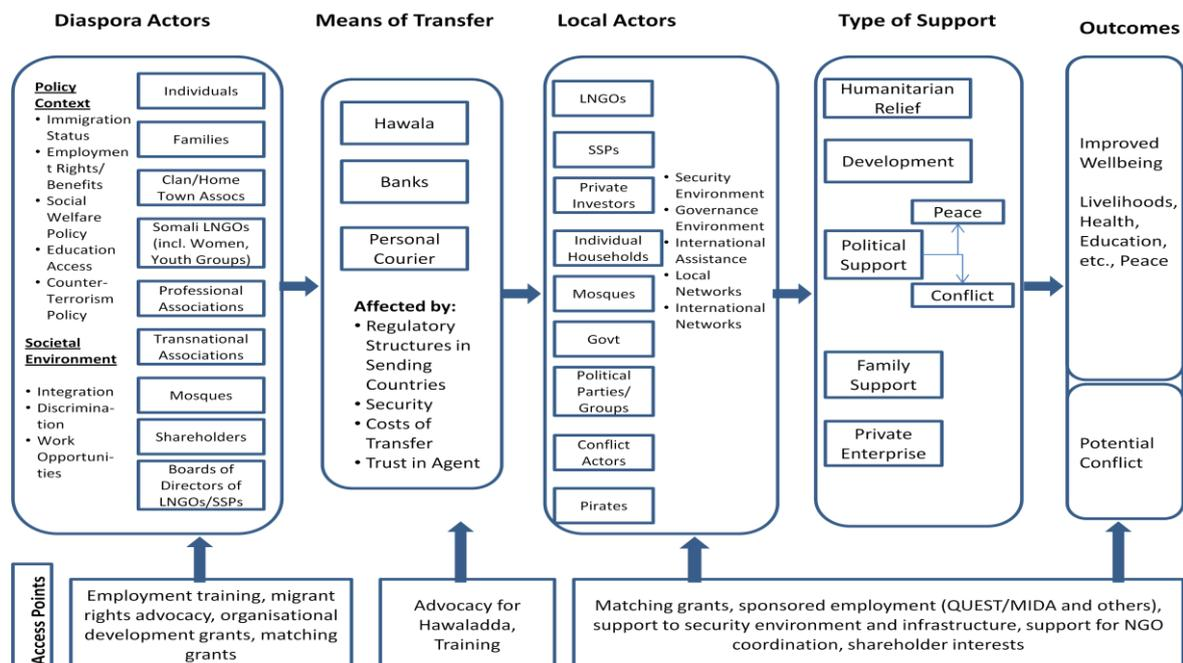 Diaspora Actors
Means of Transfer
Local Actors
Type of Support
Outcomes
Policy
Context
• Immigration
Status
• Employmen
t Rights/
Benefits
• Social
Welfare
Policy
• Education
Access
• Counter-
Terrorism
Policy
Societal
Environment
• Integration
• Discrimina-
tion
• Work
Opportuni-
ties
Individuals
Families
Clan/Home
Town Assocs
Somali LNGOs
(incl. Women,
Youth Groups)
Professional
Associations
Transnational
Associations
Mosques
Shareholders
Boards of
Directors of
LNGOs/SSPs
Hawala
Banks
Personal
Courier
Affected by:
• Regulatory
Structures in
Sending
Countries
• Security
• Costs of
Transfer
• Trust in Agent
LNGOs
SSPs
Private
Investors
Individual
Households
Mosques
Govt
Political
Parties/
Groups
Conflict
Actors
Pirates
• Security
Environment
• Governance
Environment
• International
Assistance
• Local
Networks
• International
Networks
Humanitarian
Relief
Development
Political
Support
Peace
Conflict
Family
Support
Private
Enterprise
Improved
Wellbeing
Livelihoods,
Health,
Education,
etc., Peace
Potential
Conflict
Access Points
Employment training, migrant
rights advocacy, organisational
development grants, matching
grants
Advocacy for
Hawaladda,
Training
Matching grants, sponsored employment (QUEST/MIDA and others),
support to security environment and infrastructure, support for NGO
coordination, shareholder interests